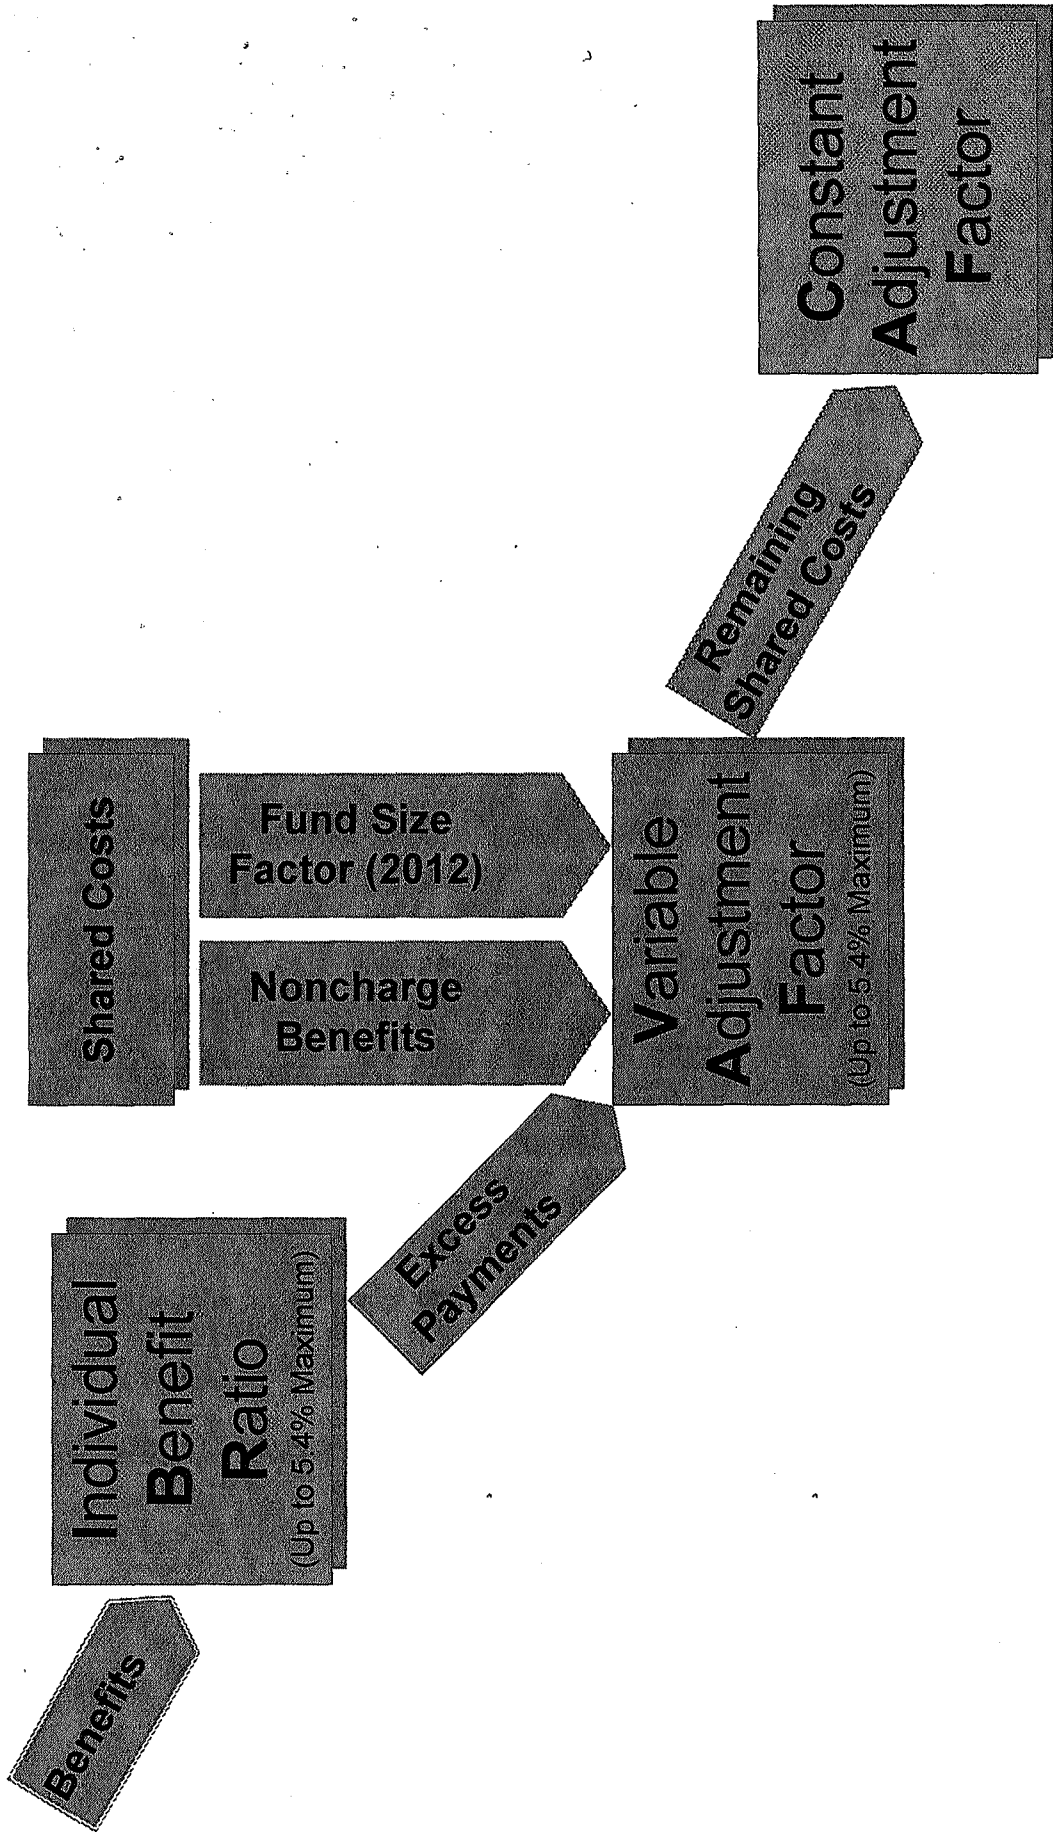 Benefits
Individual
Benefit
Ratio
(Up to 5.4% Maximum)
Excess
Payments
Shared Costs
Noncharge
Benefits
Fund Size
Factor (2012)
Variable
Adjustment
Factor
(Up to 5.4% Maximum)
Remaining
Shared Costs
Constant
Adjustment
Factor